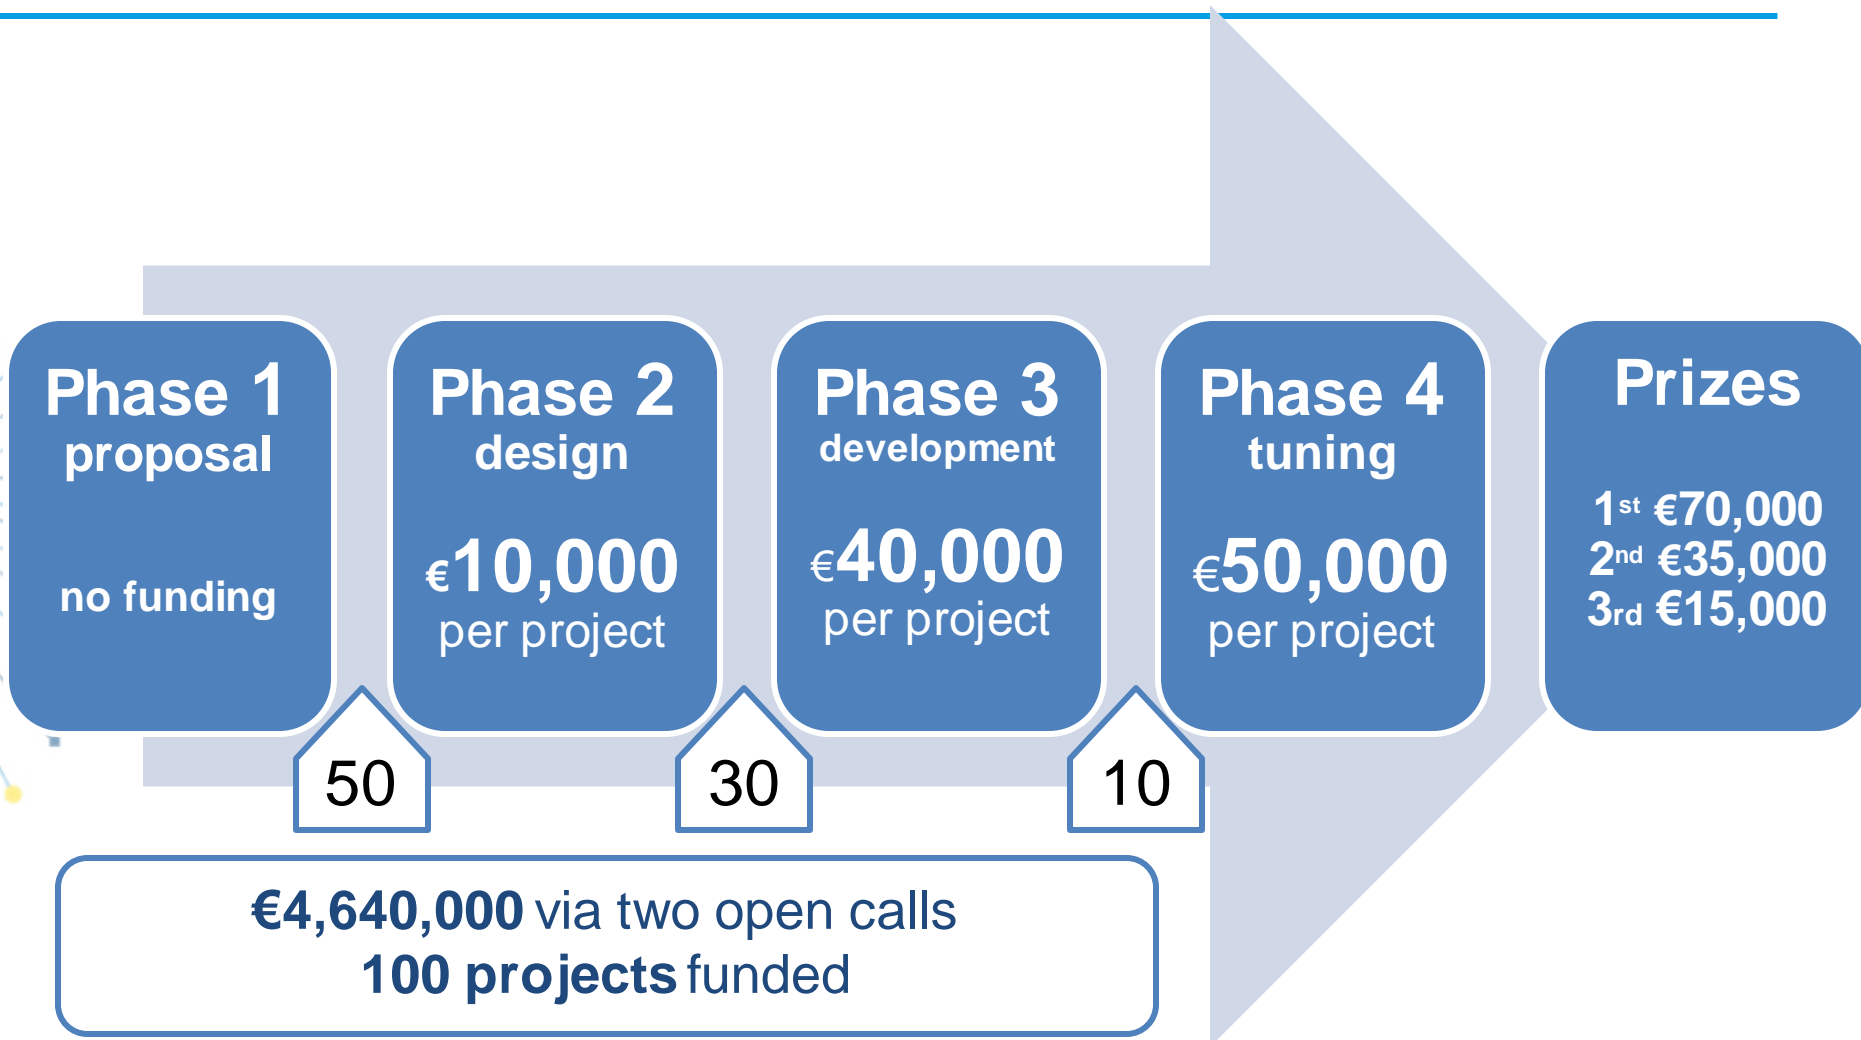 Phase 1
proposal
no funding
Phase 2
design
€10,000
per project
Phase 3
development
€40,000
per project
Phase 4
tuning
€50,000
per project
Prizes
1st €70,000
2nd €35,000
3rd €15,000
50
30
10
€4,640,000 via two open calls
100 projects funded